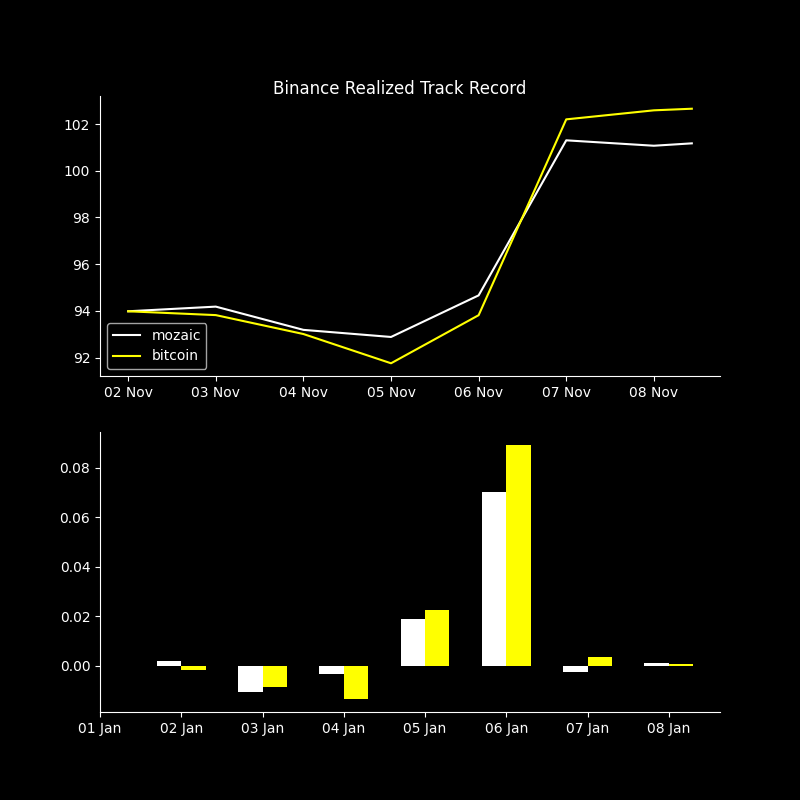 Binance Realized Track Record
102
100
98
96
94
92
mozaic
bitcoin
02 Nov 03 Nov 04 Nov 05 Nov 06 Nov 07 Nov 08 Nov
0.08
0.06
0.04
0.02
0.00
01 Jan 02 Jan 03 Jan 04 Jan 05 Jan 06 Jan 07 Jan 08 Jan